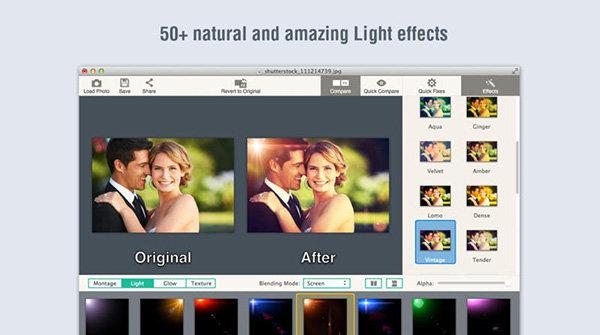 50+ natural and amazing Light effects
shutterstock_111214739.jpg
Load Photo Save Share Revert to Original Compare Quick Compare Quick Fixes Effects
Aqua Ginger
Velvet Amber
Lomo Dense
Vintage Tender
Original After
Montage Light Glow Texture Blending Mode: Screen Alpha: